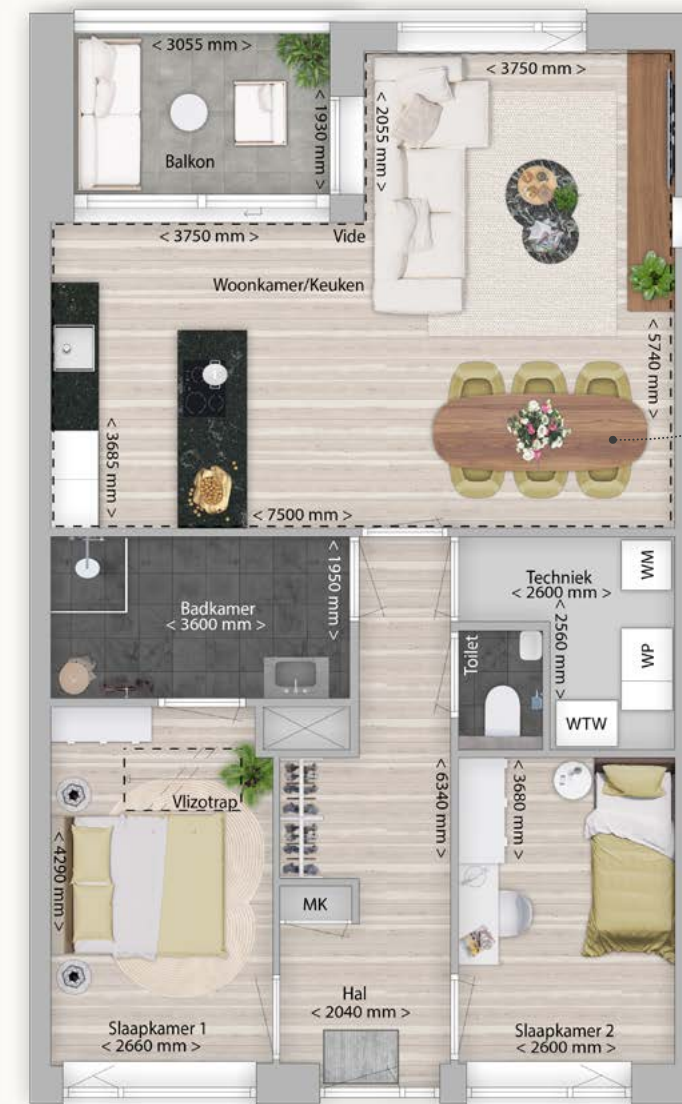 < 3055 mm >
< 1930 mm >
Balkon
< 3750 mm >
< 2055 mm >
< 3750 mm >
Vide
Woonkamer/Keuken
< 5740 mm >
< 3685 mm >
< 7500 mm >
Badkamer
< 3600 mm >
< 1950 mm >
Techniek
< 2600 mm >
< 2560 mm >
WM
WP
WTW
Toilet
Vlizotrap
< 4290 mm >
Slaapkamer 1
< 2660 mm >
MK
< 6340 mm >
Hal
< 2040 mm >
< 3680 mm >
Slaapkamer 2
< 2600 mm >